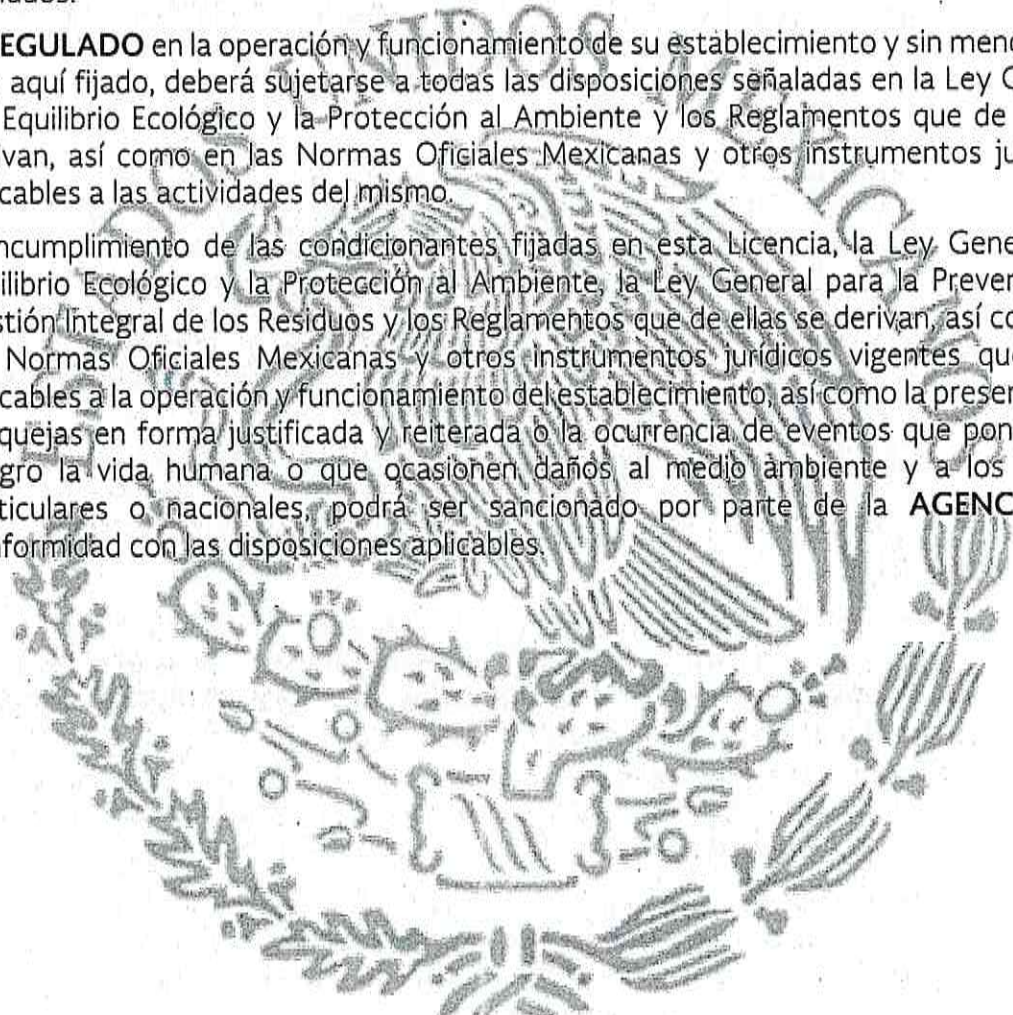 EGULADO en la operación y funcionamiento de su establecimiento y sin meno
aquí fijado, deberá sujetarse a todas las disposiciones señaladas en la Ley G
Equilibrio Ecológico y la Protección al Ambiente y los Reglamentos que de
van, así como en las Normas Oficiales Mexicanas y otros instrumentos ju
cables a las actividades del mismo.
ncumplimiento de las condicionantes fijadas en esta Licencia, la Ley Gene
ilibrio Ecológico y la Protección al Ambiente, la Ley General para la Preven
stión Integral de los Residuos y los Reglamentos que de ellas se derivan, así co
Normas Oficiales Mexicanas y otros instrumentos jurídicos vigentes que
cables a la operación y funcionamiento del establecimiento, así como la presen
quejas en forma justificada y reiterada o la ocurrencia de eventos que pon
gro la vida humana o que ocasionen daños al medio ambiente y a los
ticulares o nacionales, podrá ser sancionado por parte de la AGENC
formidad con las disposiciones aplicables.
UNIDOS MEXICANOS